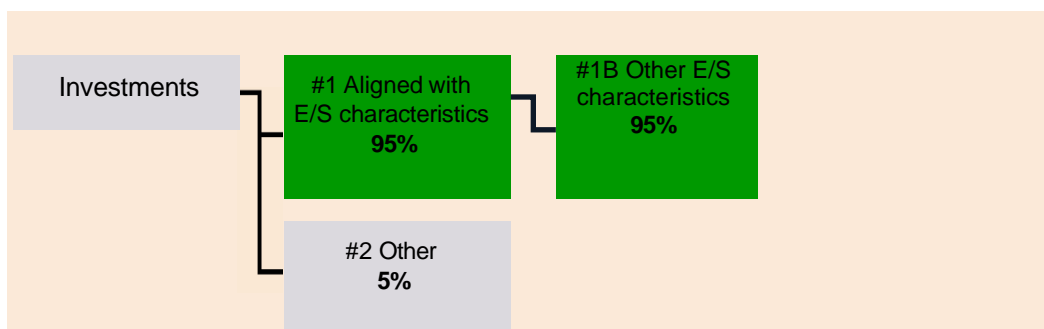 Investments
#1 Aligned with
E/S characteristics
95%
#1B Other E/S
characteristics
95%
#2 Other
5%